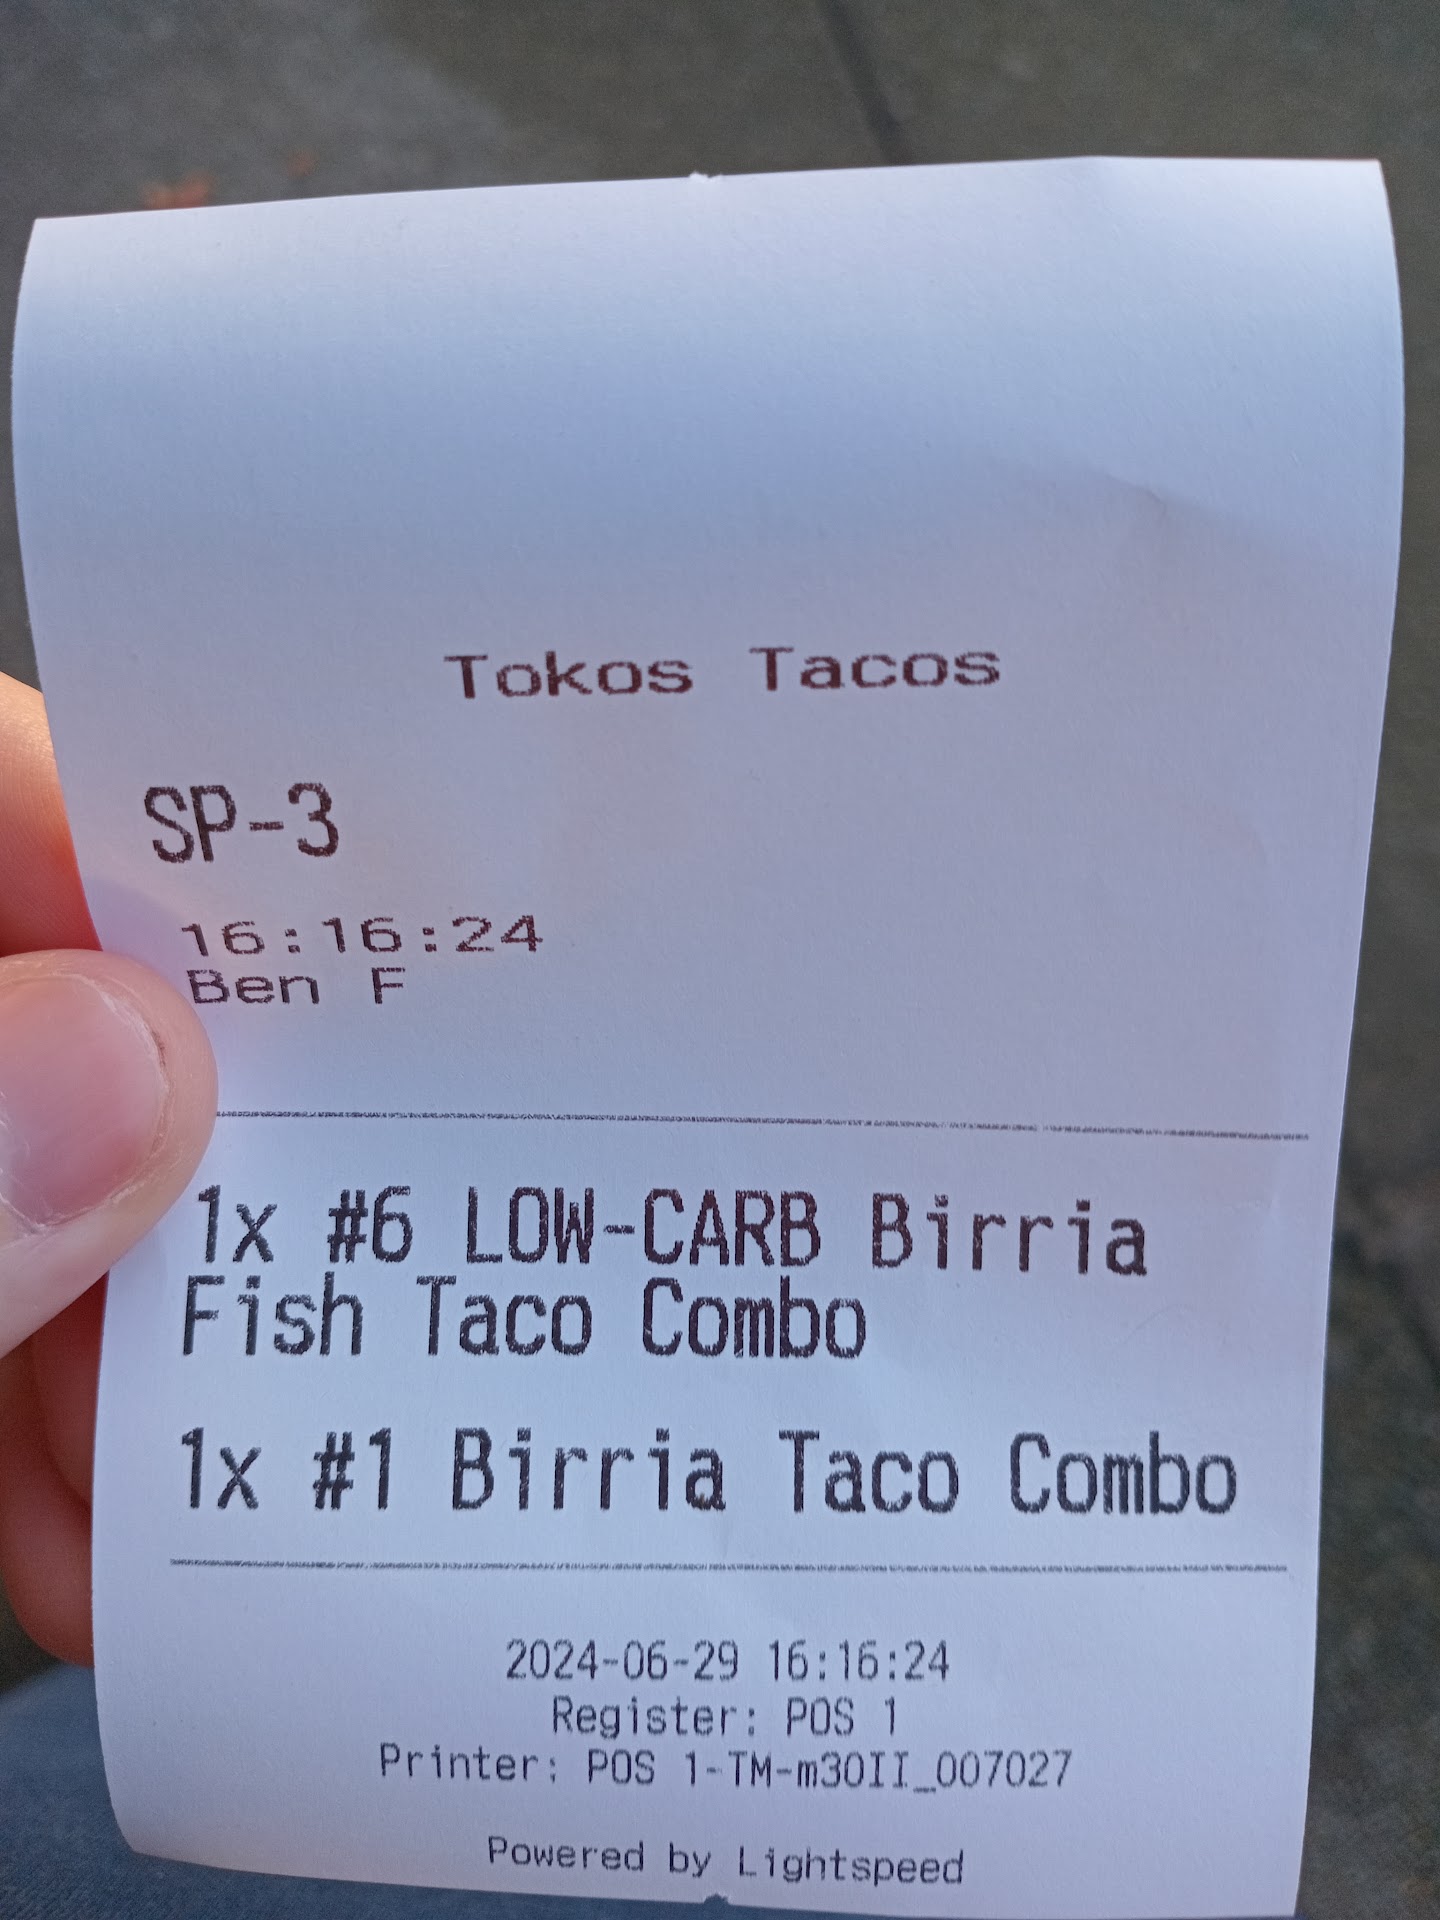 Tokos Tacos
SP-3
16:16:24
Ben F
1x #6 LOW-CARB Birria
Fish Taco Combo
1x #1 Birria Taco Combo
2024-06-29 16:16:24
Register: POS 1
Printer: POS 1-TM-m30II_007027
Powered by Lightspeed